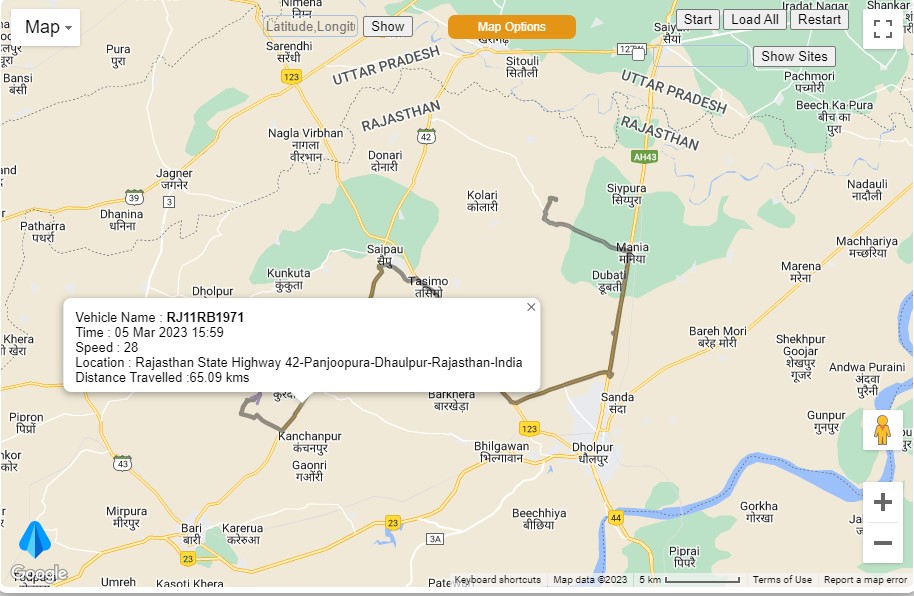 Map
Latitude,Longit
Show
Map Options
Start
Load All
Restart
Show Sites
Nimena
निमेना
Iradat Nagar
Shankar
Pura
पुरा
Bansi
बंसी
Sarendhi
सरेंधी
123
UTTAR PRADESH
RAJASTHAN
Sitouli
सितौली
सैयां
UTTAR PRADESH
RAJASTHAN
Pachmori
पचमोरी
Beech Ka Pura
बीच का
पुरा
42
AH43
Nagla Virbhan
नागला
वीरभान
Donari
दोनारी
Jagner
जगनेर
39
3
Dhanina
धनिना
Patharra
पथर्रा
Kolari
कोलारी
Siypura
सिय्पुरा
Nadauli
नादौली
Saipau
सैपू
Mania
मनिया
Machhariya
मच्छरिया
Kunkuta
कुंकुता
Tasimo
तसिमो
Dubati
डूबती
Marena
मरेना
Dholpur
Vehicle Name : RJ11RB1971
Time : 05 Mar 2023 15:59
Speed : 28
Location : Rajasthan State Highway 42-Panjoopura-Dhaulpur-Rajasthan-India
Distance Travelled :65.09 kms
Khera
खेरा
Bareh Mori
बरेह मोरी
Shekhpur
Goojar
शेखपुर
गूजर
Andwa Puraini
अंदवा
पुरैनी
Barkhera
बारखेड़ा
Sanda
संदा
Pipron
पिप्रों
Gunpur
गुनपुर
123
Kanchanpur
कंचनपुर
Gaonri
गओंरी
Bhilgawan
भिल्गावान
Dholpur
धौलपुर
43
Mirpura
मीरपुर
Bari
बारी
Karerua
करेरुआ
23
23
3A
Beechhiya
बीछिया
44
Gorkha
गोरखा
Piprai
पिपरै
Umreh
Kasoti Khera
Google
Keyboard shortcuts
Map data ©2023
5 km
Terms of Use
Report a map error